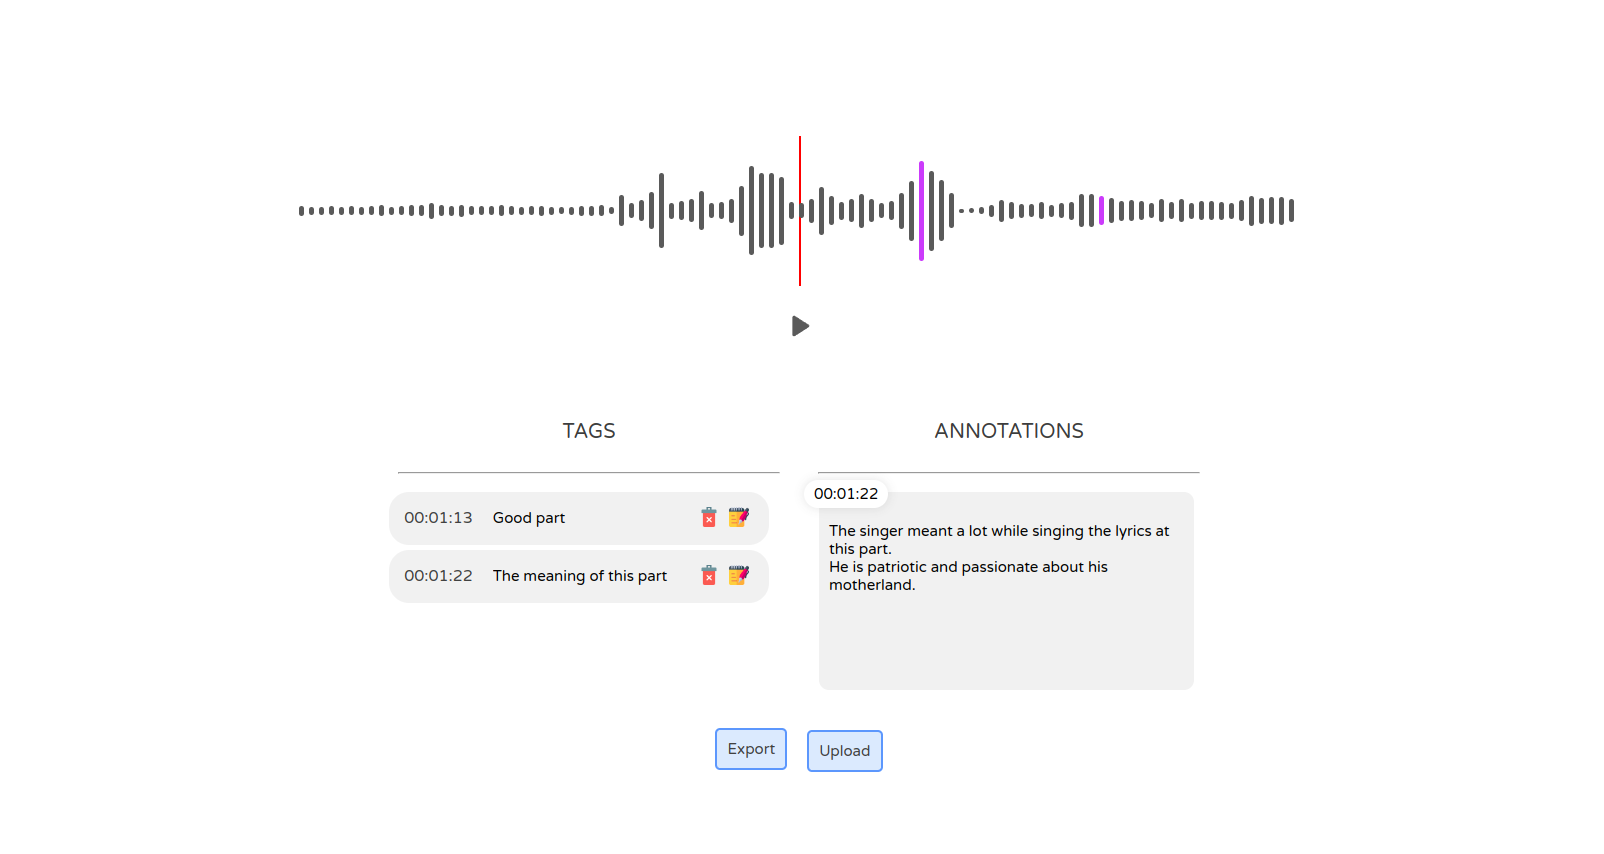 TAGS
ANNOTATIONS
00:01:13 Good part
00:01:22 The meaning of this part
00:01:22
The singer meant a lot while singing the lyrics at
this part.
He is patriotic and passionate about his
motherland.
Export
Upload